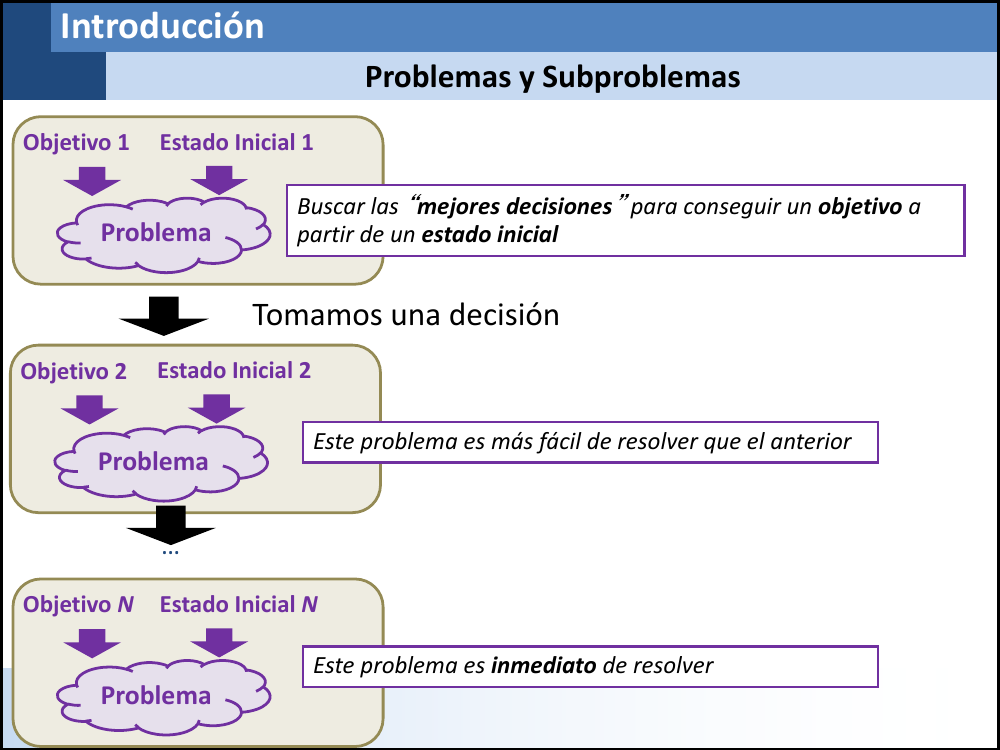 Introducción
Problemas y Subproblemas
Objetivo 1 Estado Inicial 1
Problema
Buscar las “mejores decisiones” para conseguir un objetivo a
partir de un estado inicial
Tomamos una decisión
Objetivo 2 Estado Inicial 2
Problema
Este problema es más fácil de resolver que el anterior
...
Objetivo N Estado Inicial N
Problema
Este problema es inmediato de resolver